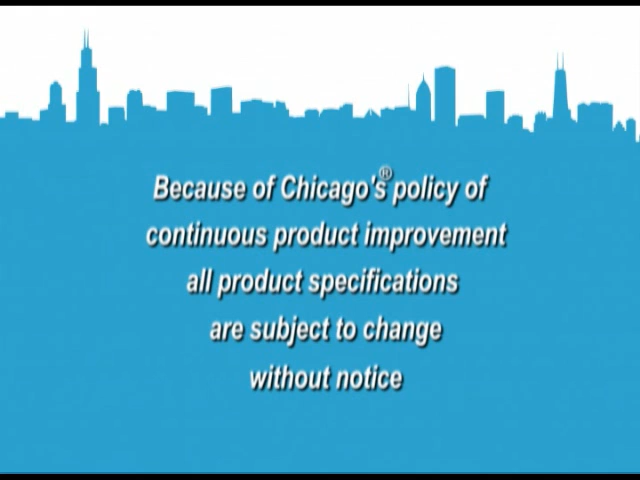 Because of Chicago's® policy of
continuous product improvement
all product specifications
are subject to change
without notice